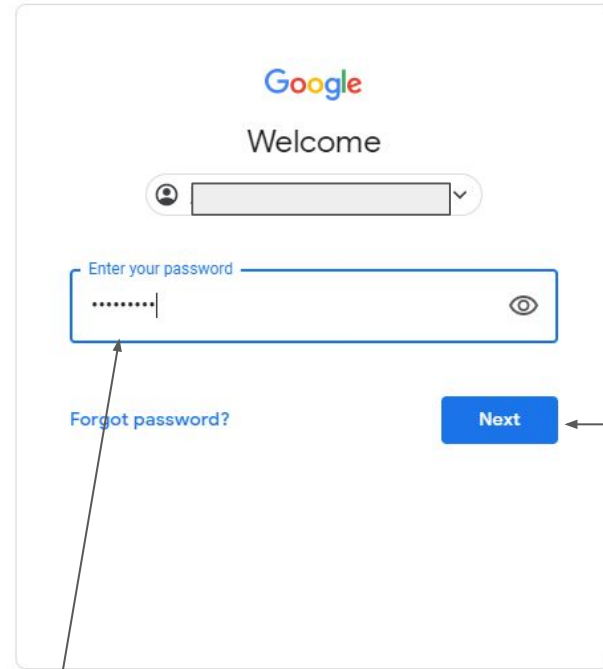 Google
Welcome
Enter your password
•••••••••
Forgot password?
Next